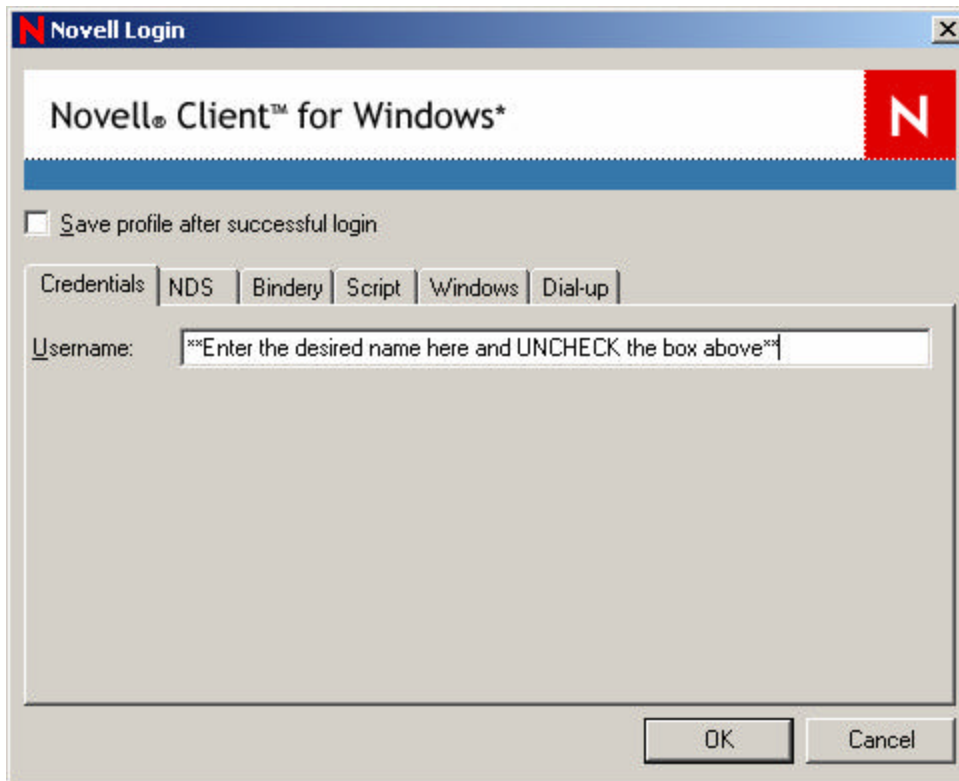 N Novell Login
Novell® Client™ for Windows*
N
Save profile after successful login
Credentials NDS Bindery Script Windows Dial-up
Username: **Enter the desired name here and UNCHECK the box above**
OK Cancel